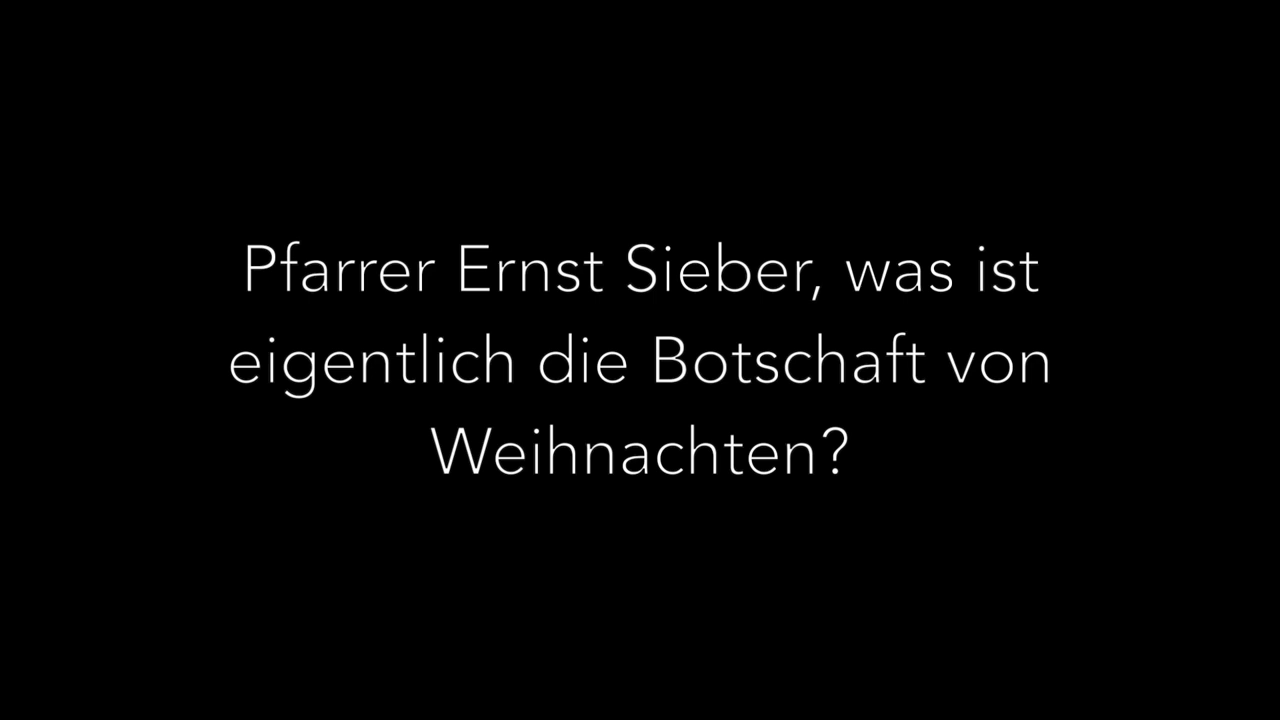 Pfarrer Ernst Sieber, was ist
eigentlich die Botschaft von
Weihnachten?